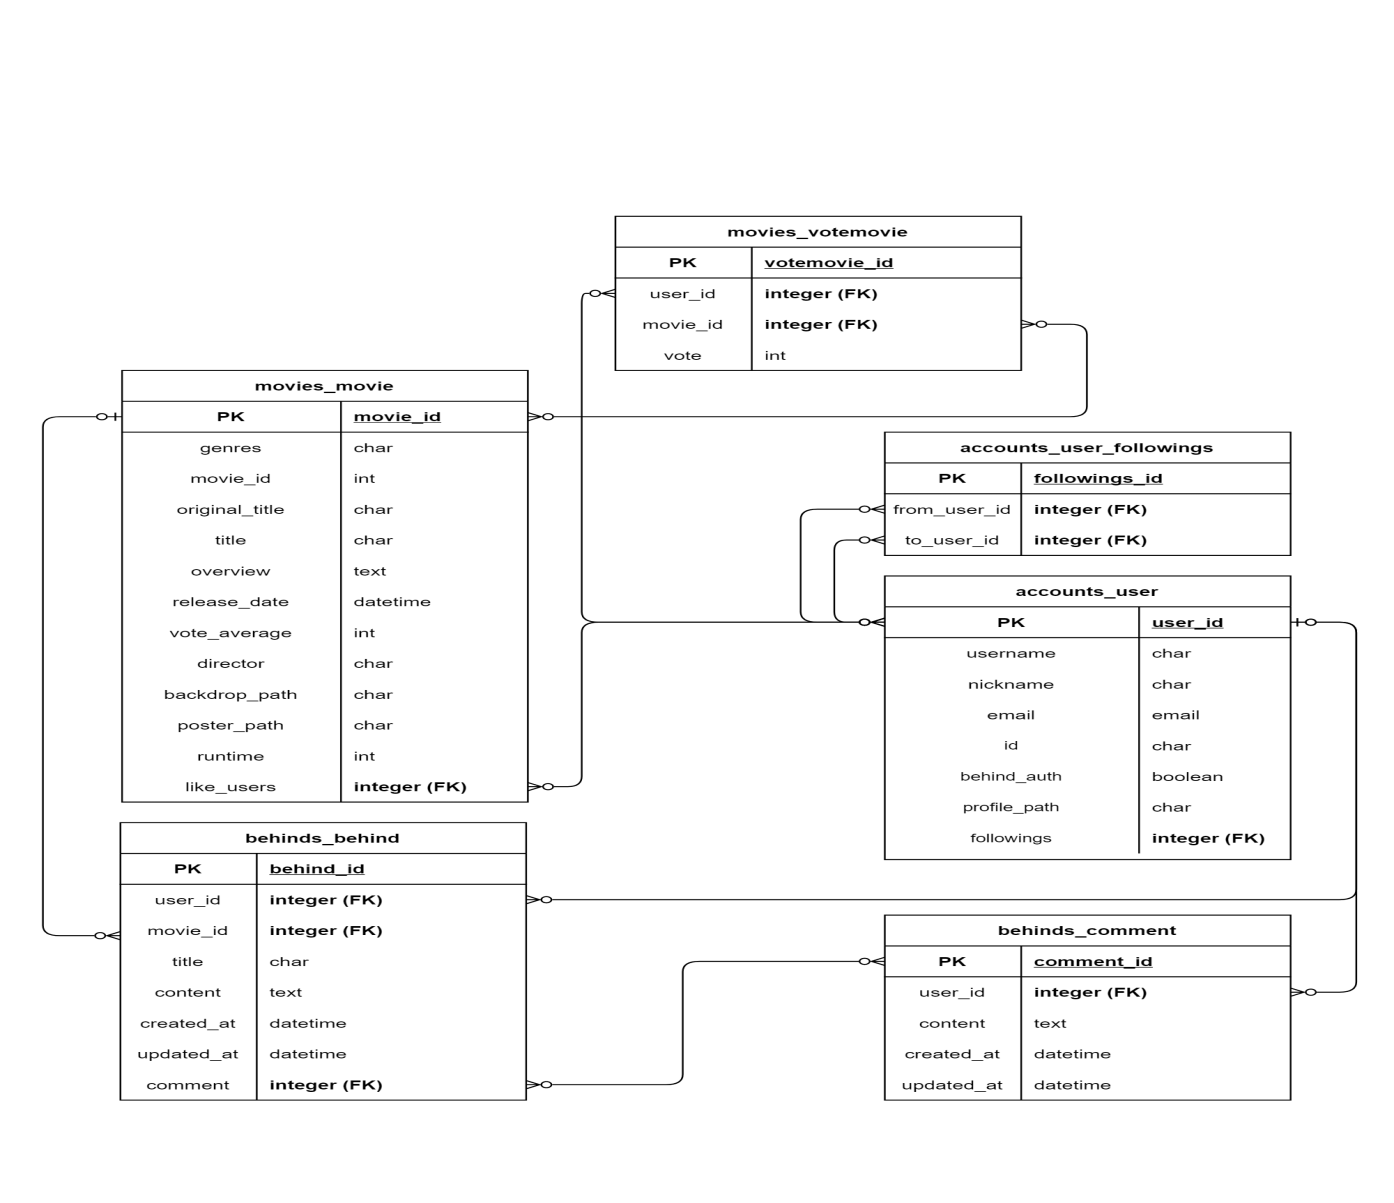 movies_votemovie
PK votemovie_id
user_id integer (FK)
movie_id integer (FK)
vote int
movies_movie
PK movie_id
genres char
movie_id int
original_title char
title char
overview text
release_date datetime
vote_average int
director char
backdrop_path char
poster_path char
runtime int
like_users integer (FK)
accounts_user_followings
PK followings_id
from_user_id integer (FK)
to_user_id integer (FK)
accounts_user
PK user_id
username char
nickname char
email email
id char
behind_auth boolean
profile_path char
followings integer (FK)
behinds_behind
PK behind_id
user_id integer (FK)
movie_id integer (FK)
title char
content text
created_at datetime
updated_at datetime
comment integer (FK)
behinds_comment
PK comment_id
user_id integer (FK)
content text
created_at datetime
updated_at datetime